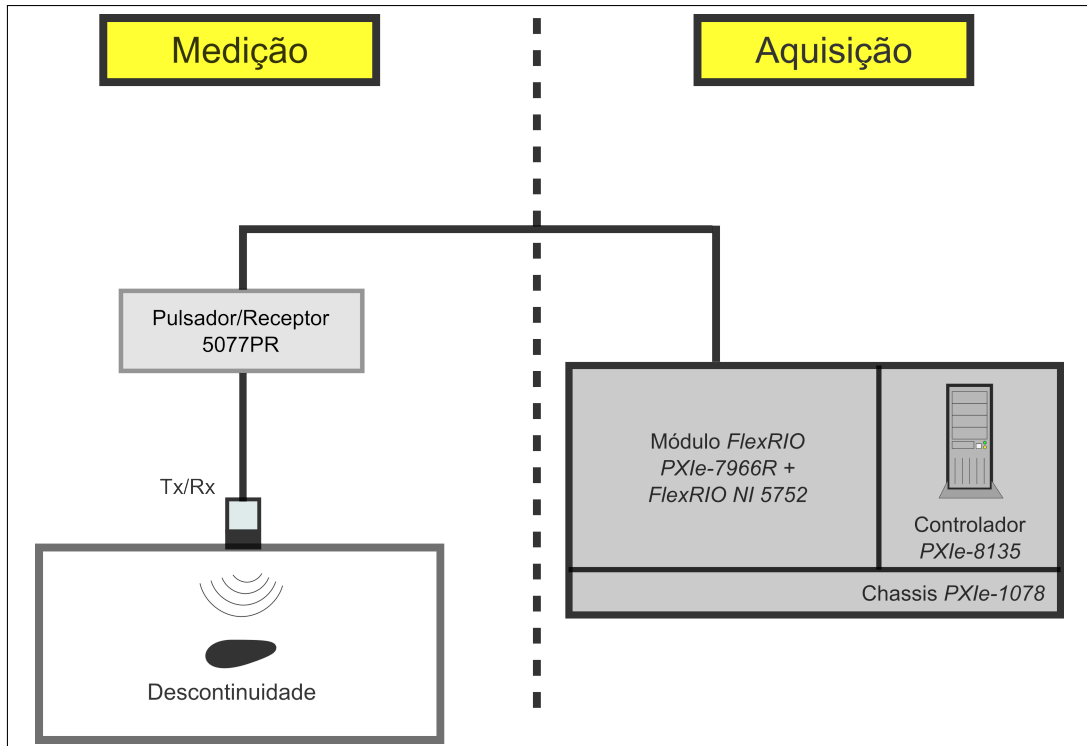 Medição
Aquisição
Pulsador/Receptor
5077PR
Tx/Rx
Descontinuidade
Módulo FlexRIO
PXIe-7966R +
FlexRIO NI 5752
Controlador
PXIe-8135
Chassis PXIe-1078